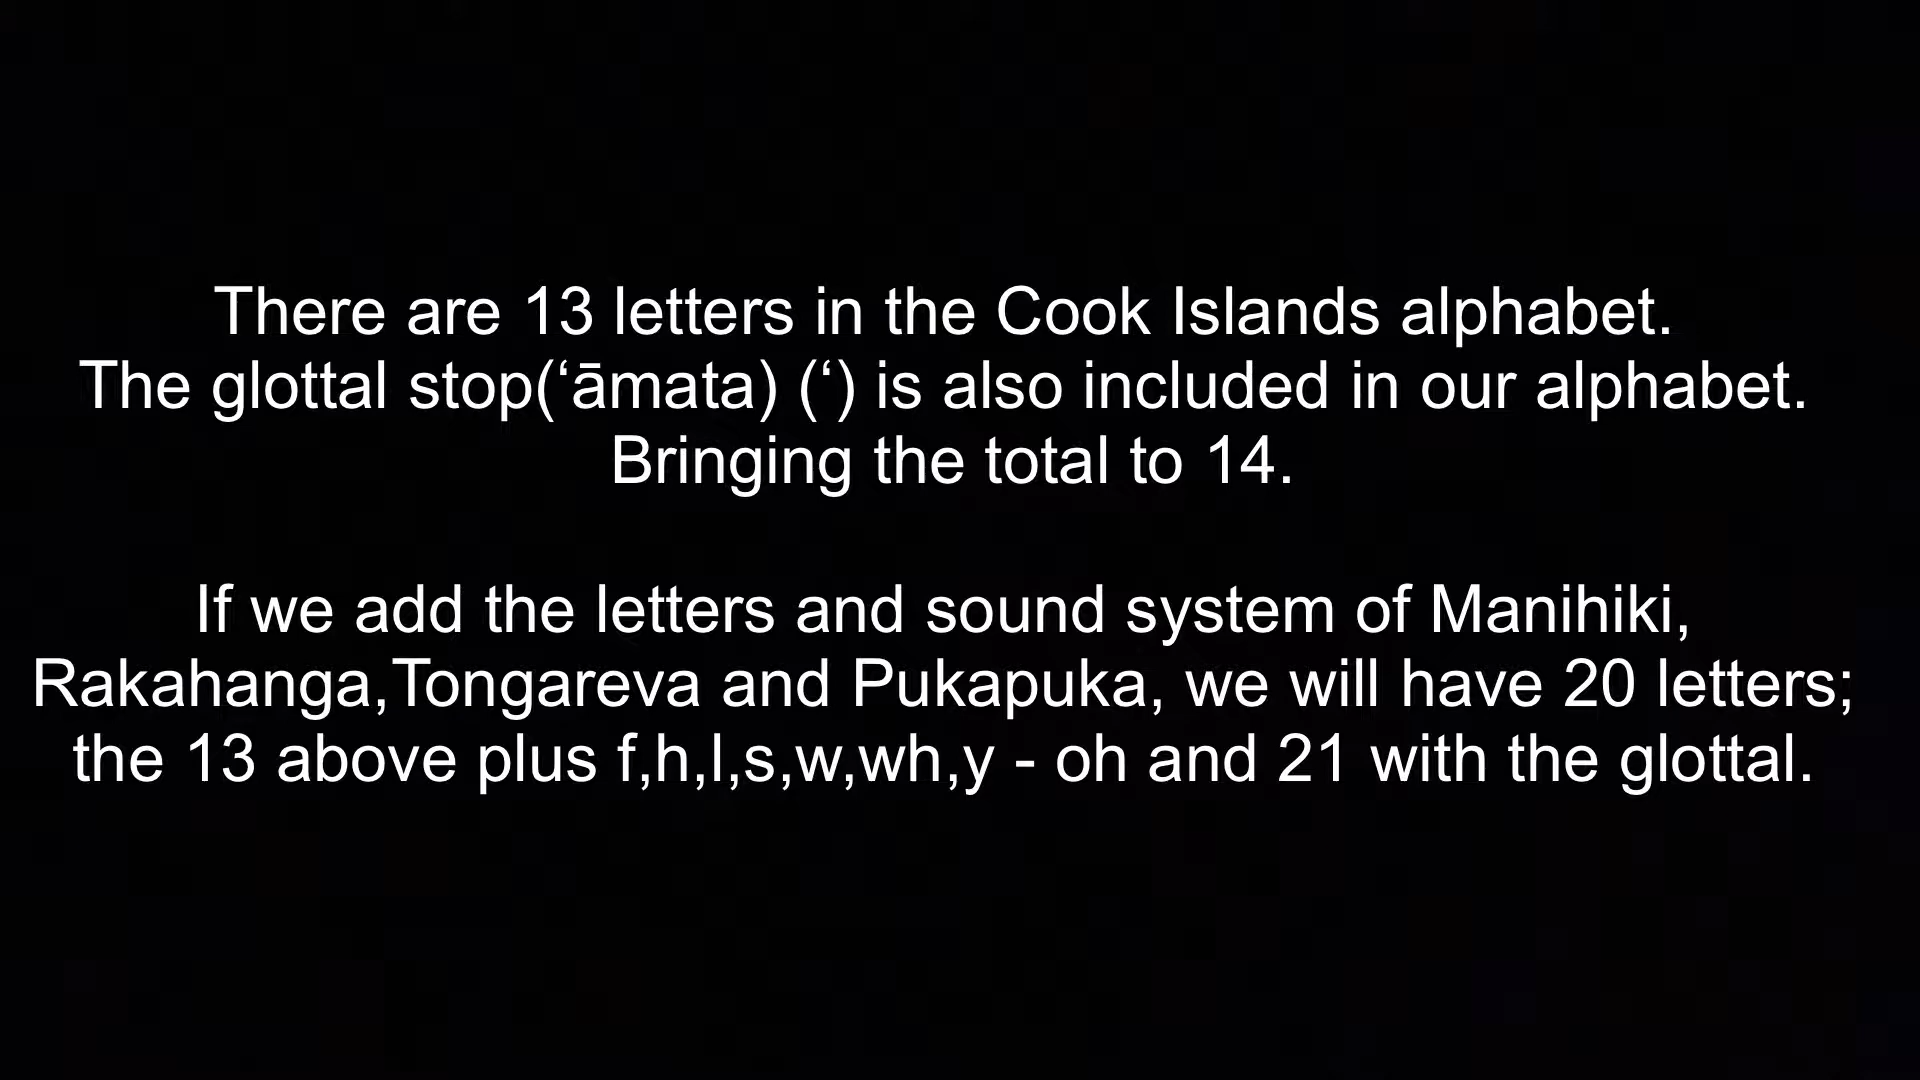 There are 13 letters in the Cook Islands alphabet.
The glottal stop(‘āmata) (‘) is also included in our alphabet.
Bringing the total to 14.
If we add the letters and sound system of Manihiki,
Rakahanga,Tongareva and Pukapuka, we will have 20 letters;
the 13 above plus f,h,l,s,w,wh,y - oh and 21 with the glottal.